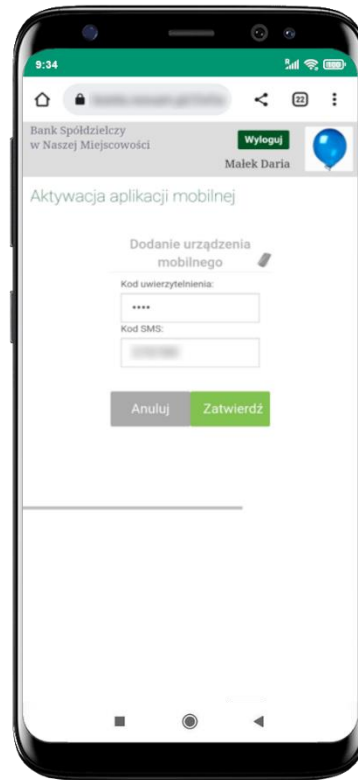 9:34
22
Bank Spółdzielczy
w Naszej Miejscowości
Wyloguj
Małek Daria
Aktywacja aplikacji mobilnej
Dodanie urządzenia
mobilnego
Kod uwierzytelnienia:
••••
Kod SMS:
Anuluj Zatwierdź